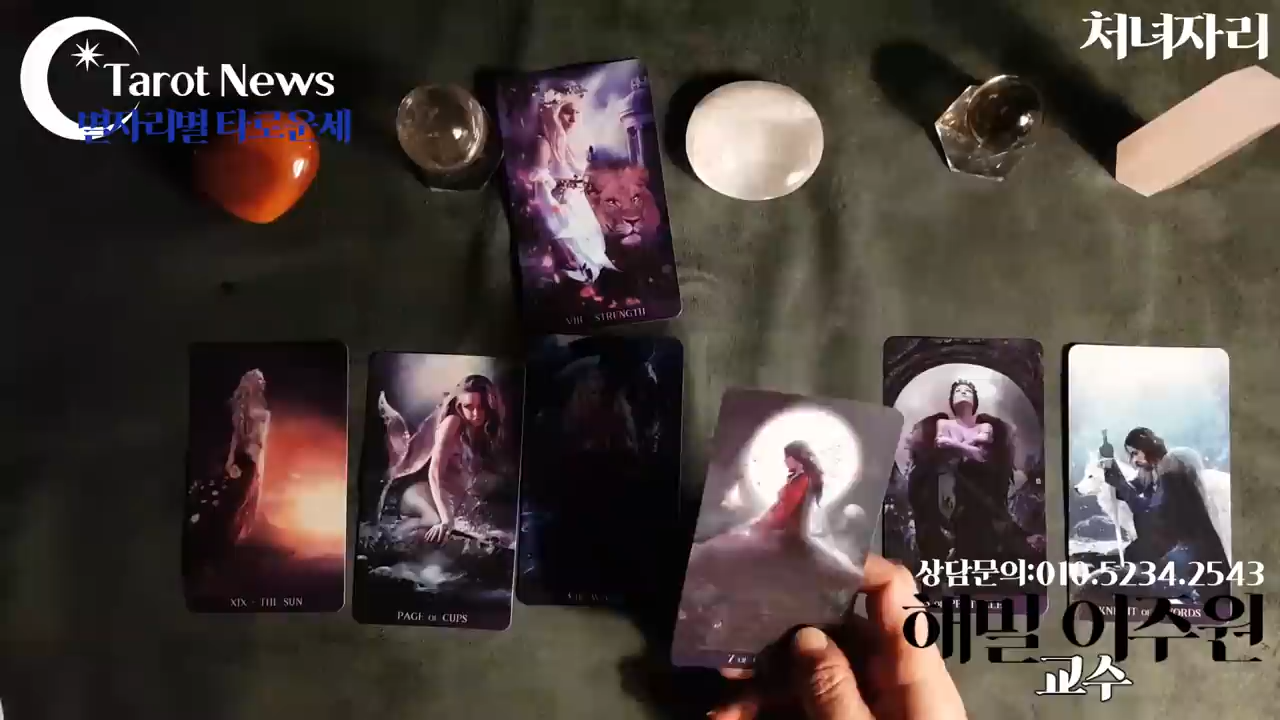 처녀자리
Tarot News
별자리별 타로운세
VIII · STRENGTH
XIX · THE SUN
PAGE of CUPS
7 of
KNIGHT of SWORDS
상담문의:010.5234.2543
해밀 이주원
교수